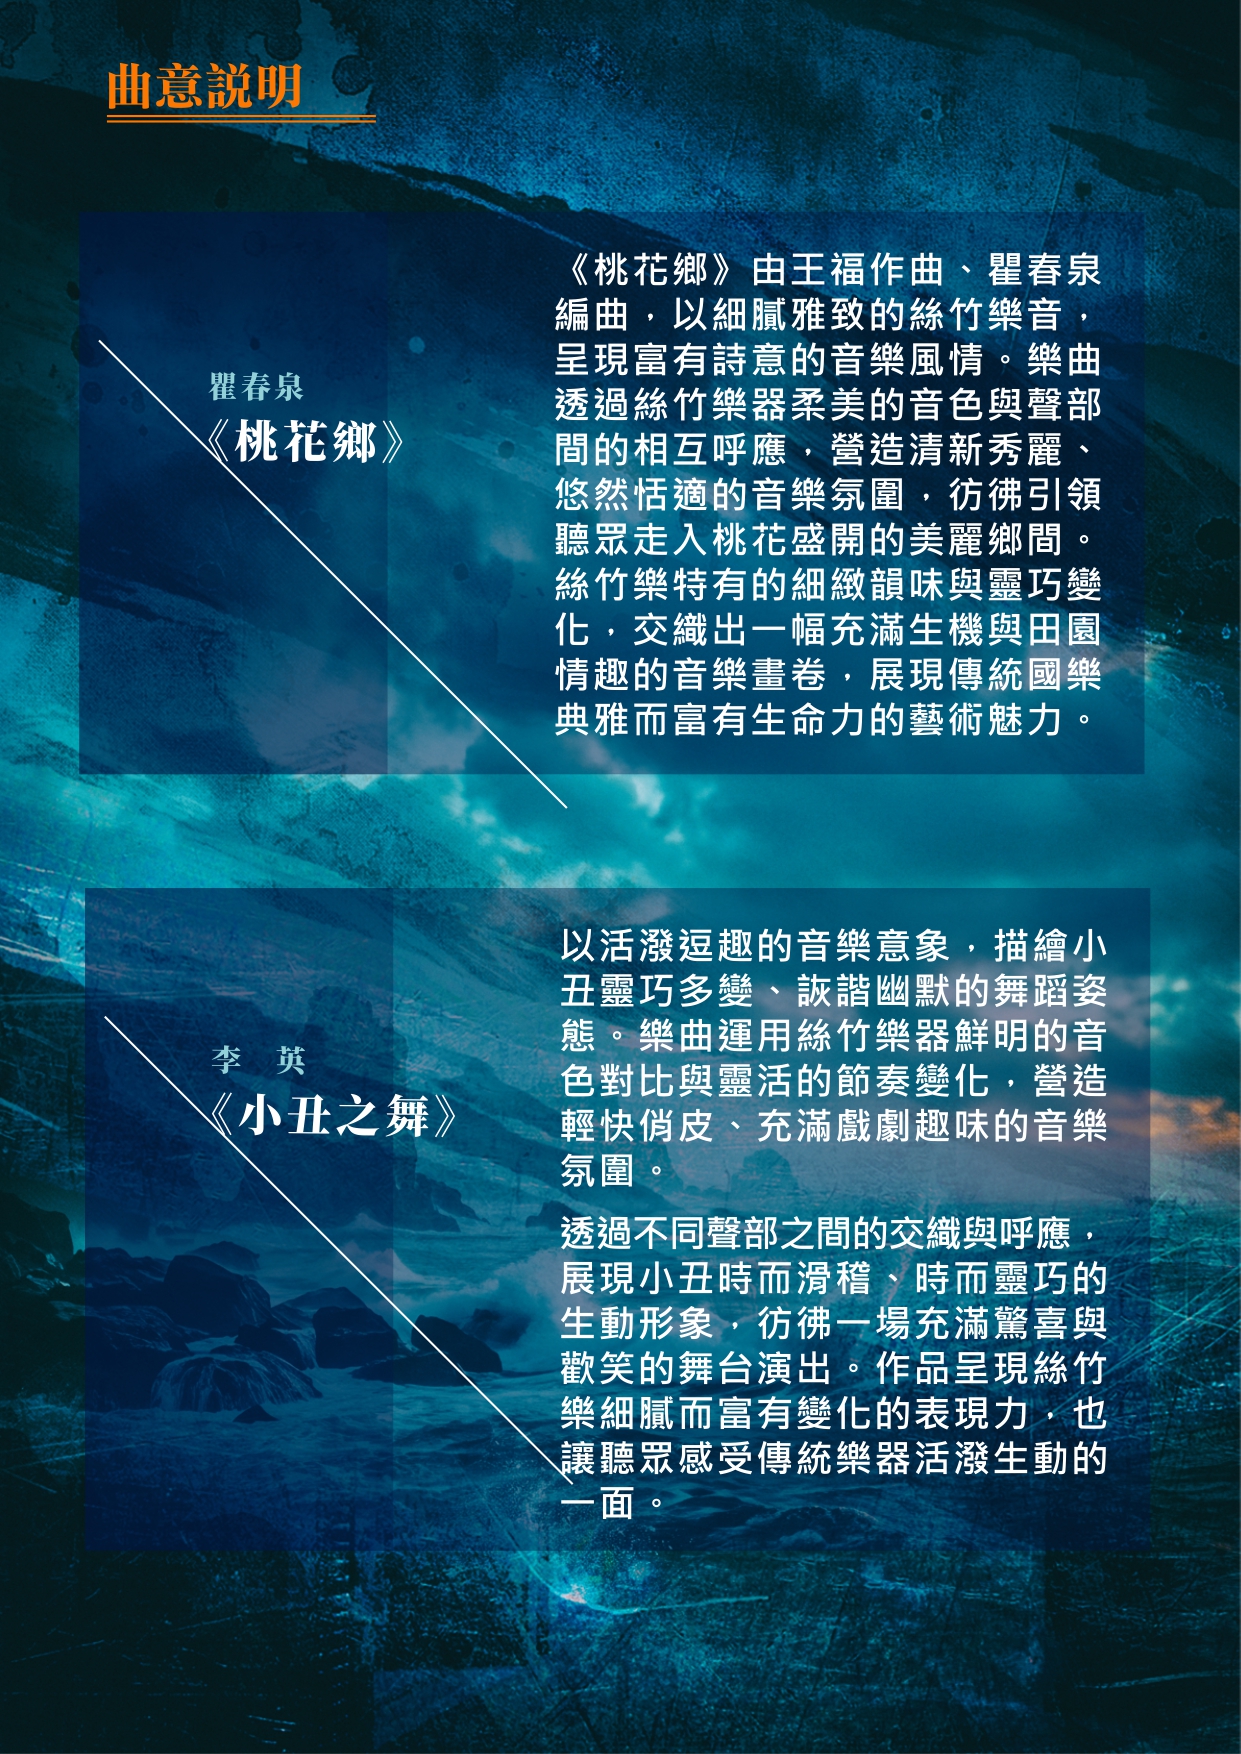 曲意説明
瞿春泉
《桃花鄉》
《桃花鄉》由王福作曲、瞿春泉
編曲，以細膩雅致的絲竹樂音，
呈現富有詩意的音樂風情。樂曲
透過絲竹樂器柔美的音色與聲部
間的相互呼應，營造清新秀麗、
悠然恬適的音樂氛圍，彷彿引領
聽眾走入桃花盛開的美麗鄉間。
絲竹樂特有的細緻韻味與靈巧變
化，交織出一幅充滿生機與田園
情趣的音樂畫卷，展現傳統國樂
典雅而富有生命力的藝術魅力。
李　英
《小丑之舞》
以活潑逗趣的音樂意象，描繪小
丑靈巧多變、詼諧幽默的舞蹈姿
態。樂曲運用絲竹樂器鮮明的音
色對比與靈活的節奏變化，營造
輕快俏皮、充滿戲劇趣味的音樂
氛圍。
透過不同聲部之間的交織與呼應，
展現小丑時而滑稽、時而靈巧的
生動形象，彷彿一場充滿驚喜與
歡笑的舞台演出。作品呈現絲竹
樂細膩而富有變化的表現力，也
讓聽眾感受傳統樂器活潑生動的
一面。